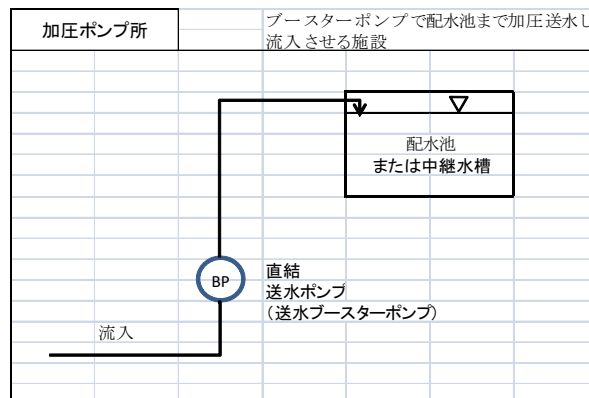 加圧ポンプ所
ブースターポンプで配水池まで加圧送水し
流入させる施設
配水池
または中継水槽
BP
直結
送水ポンプ
(送水ブースターポンプ)
流入